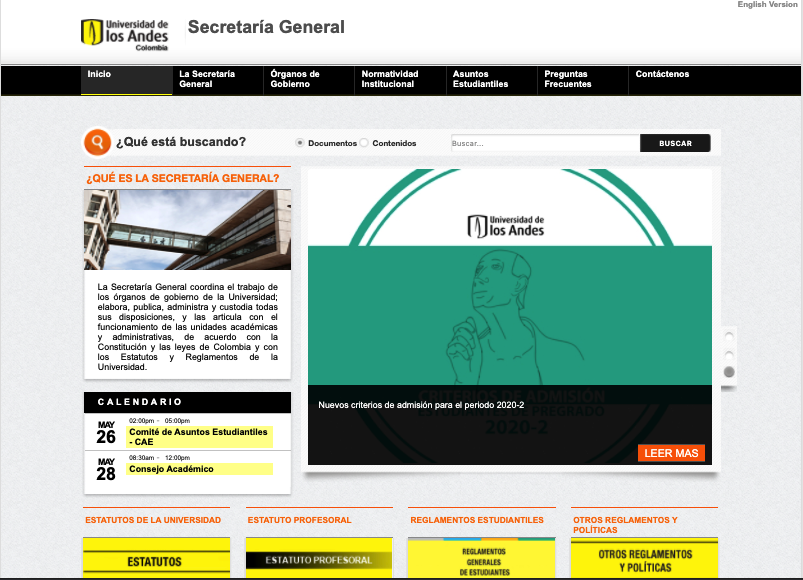 English Version
Universidad de
los Andes
Colombia
Secretaría General
Inicio
La Secretaría
General
Órganos de
Gobierno
Normatividad
Institucional
Asuntos
Estudiantiles
Preguntas
Frecuentes
Contáctenos
¿Qué está buscando?
Documentos
Contenidos
Buscar...
BUSCAR
¿QUÉ ES LA SECRETARÍA GENERAL?
La Secretaría General coordina el trabajo de
los órganos de gobierno de la Universidad;
elabora, publica, administra y custodia todas
sus disposiciones, y las articula con el
funcionamiento de las unidades académicas
y administrativas, de acuerdo con la
Constitución y las leyes de Colombia y con
los Estatutos y Reglamentos de la
Universidad.
CALENDARIO
MAY
26
02:00pm - 05:00pm
Comité de Asuntos Estudiantiles
- CAE
MAY
28
08:30am - 12:00pm
Consejo Académico
Universidad de
los Andes
CRITERIOS DE ADMISIÓN
ESTUDIANTES DE PREGRADO
2020-2
Nuevos criterios de admisión para el periodo 2020-2
LEER MAS
ESTATUTOS DE LA UNIVERSIDAD
ESTATUTOS
ESTATUTO PROFESORAL
ESTATUTO PROFESORAL
REGLAMENTOS ESTUDIANTILES
REGLAMENTOS
GENERALES
DE ESTUDIANTES
OTROS REGLAMENTOS Y
POLÍTICAS
OTROS REGLAMENTOS
Y POLÍTICAS